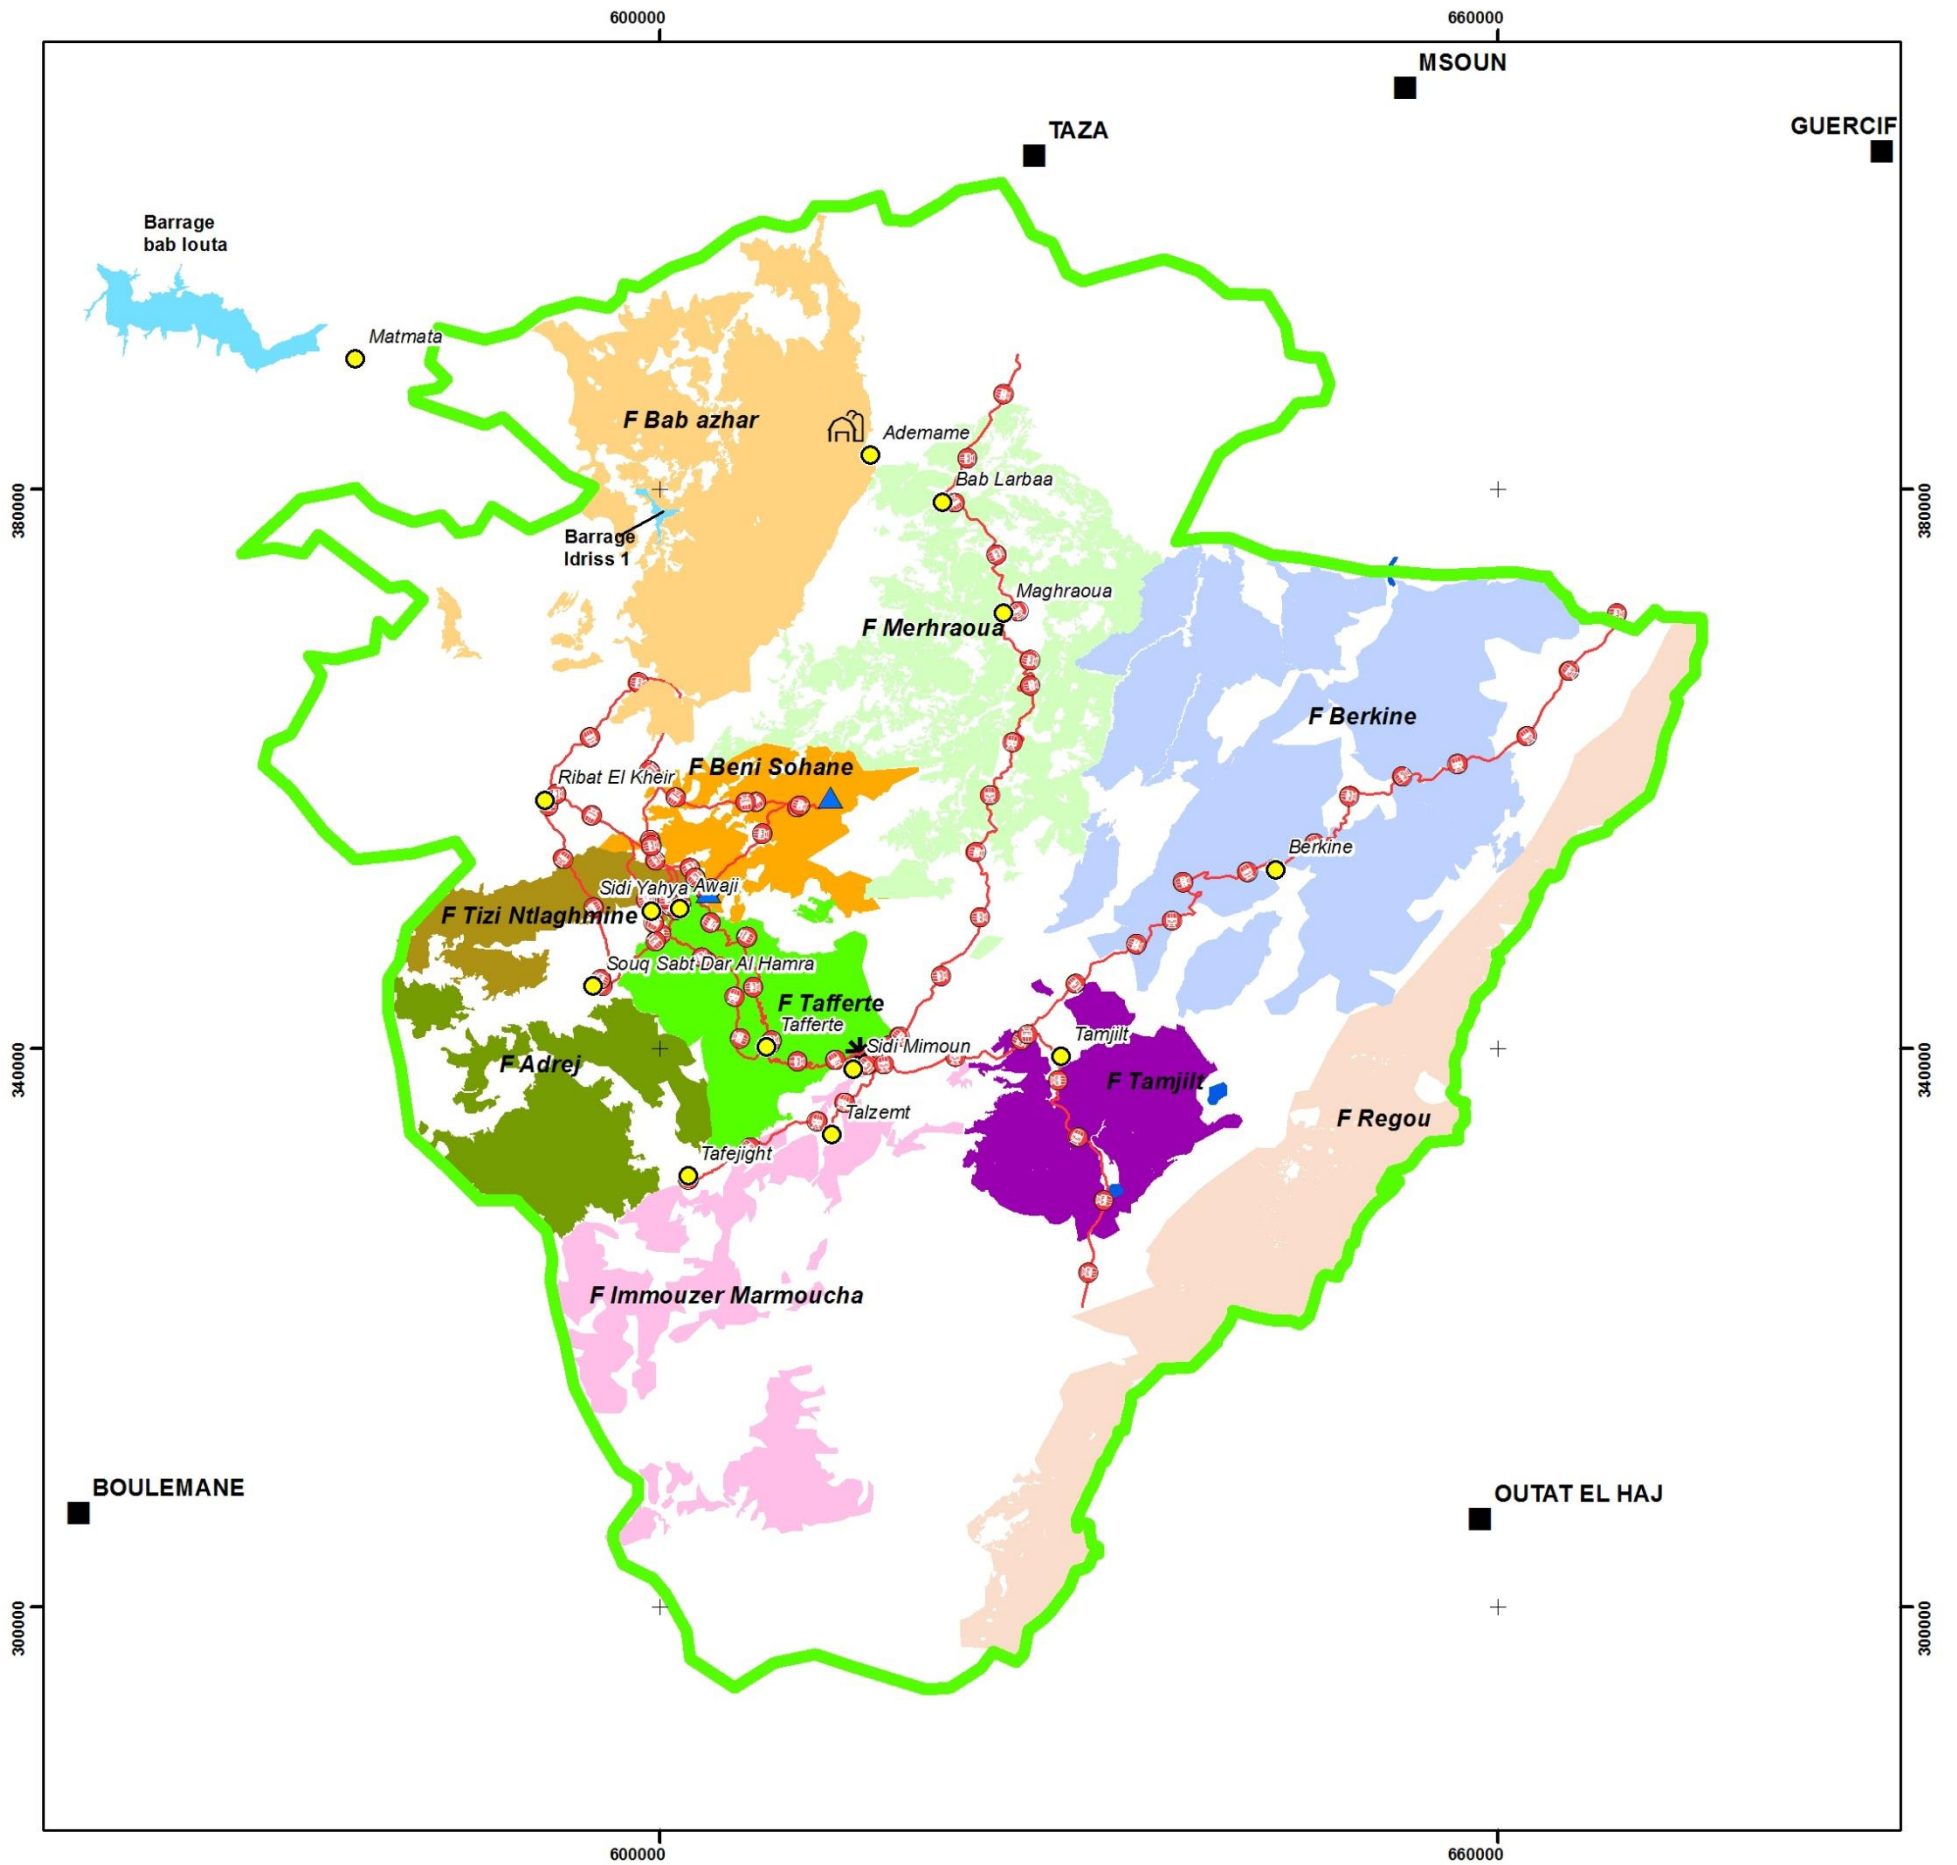 600000
660000
MSOUN
TAZA
GUERCIF
Barrage
bab louta
Matmata
F Bab azhar
Ademame
Bab Larbaa
380000
380000
Barrage
Idriss 1
Maghraoua
F Merhraoua
F Berkine
F Beni Sohane
Ribat El Kheir
Berkine
Sidi Yahya
Awaji
F Tizi Ntlaghmine
Souq Sabt Dar Al Hamra
F Tafferte
Tafferte
Sidi Mimoun
Tamjilt
340000
340000
F Adrej
F Tamjilt
Talzemt
F Regou
Tafejight
F Immouzer Marmoucha
BOULEMANE
OUTAT EL HAJ
300000
300000
600000
660000